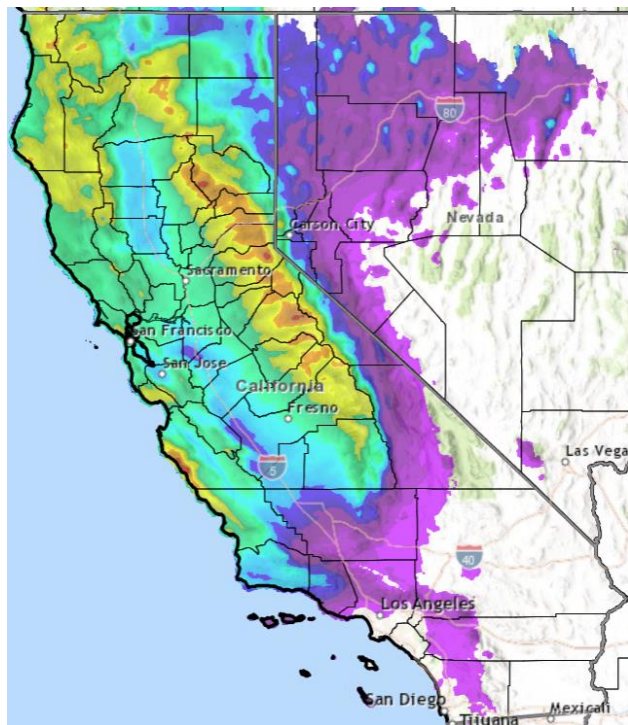 80
Nevada
Carson City
Sacramento
San Francisco
San Jose
California
Fresno
5
Las Vega
40
Los Angeles
San Diego
Mexicali
Tijuana